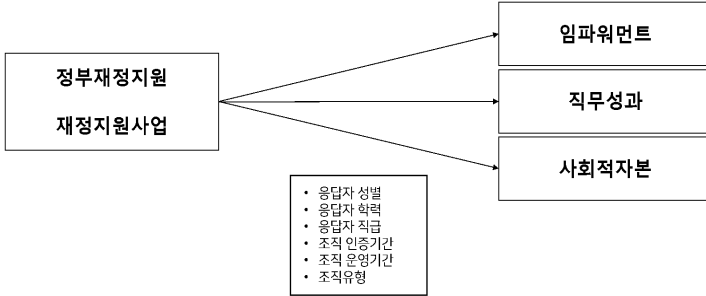 정부재정지원
재정지원사업
임파워먼트
직무성과
사회적자본
• 응답자 성별
• 응답자 학력
• 응답자 직급
• 조직 인증기간
• 조직 운영기간
• 조직유형